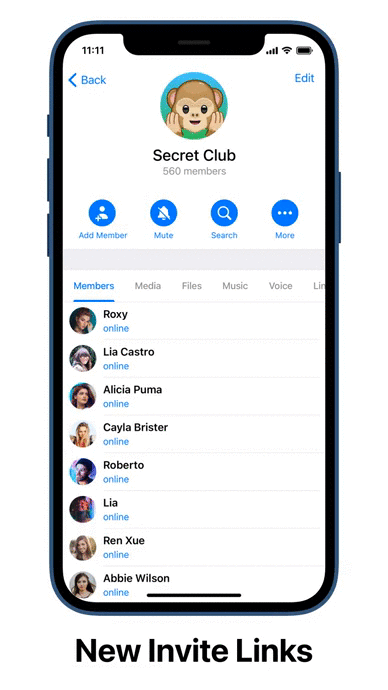 11:11
Back
Edit
Secret Club
560 members
Add Member
Mute
Search
More
Members Media Files Music Voice Lin
Roxy
online
Lia Castro
online
Alicia Puma
online
Cayla Brister
online
Roberto
online
Lia
online
Ren Xue
online
Abbie Wilson
online
New Invite Links